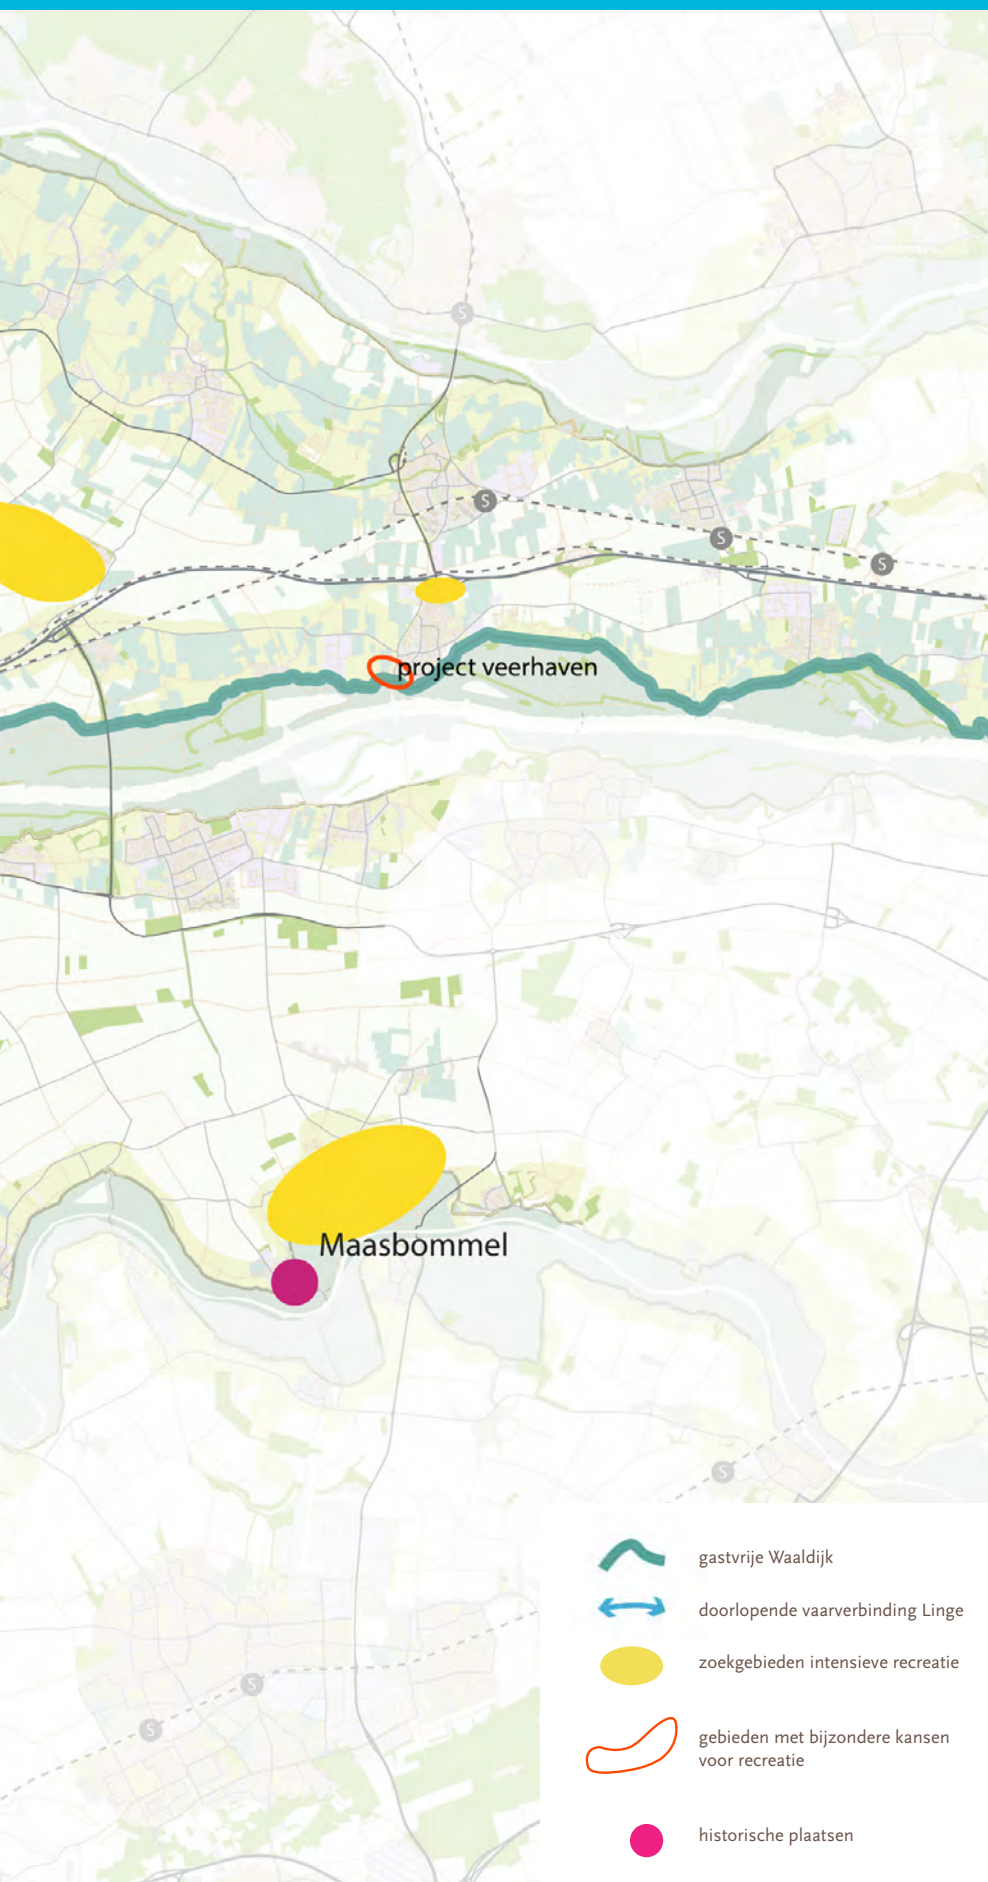 S
S
S
S
project veerhaven
Maasbommel
S
S
S
gastvrije Waaldijk
doorlopende vaarverbinding Linge
zoekgebieden intensieve recreatie
gebieden met bijzondere kansen
voor recreatie
historische plaatsen